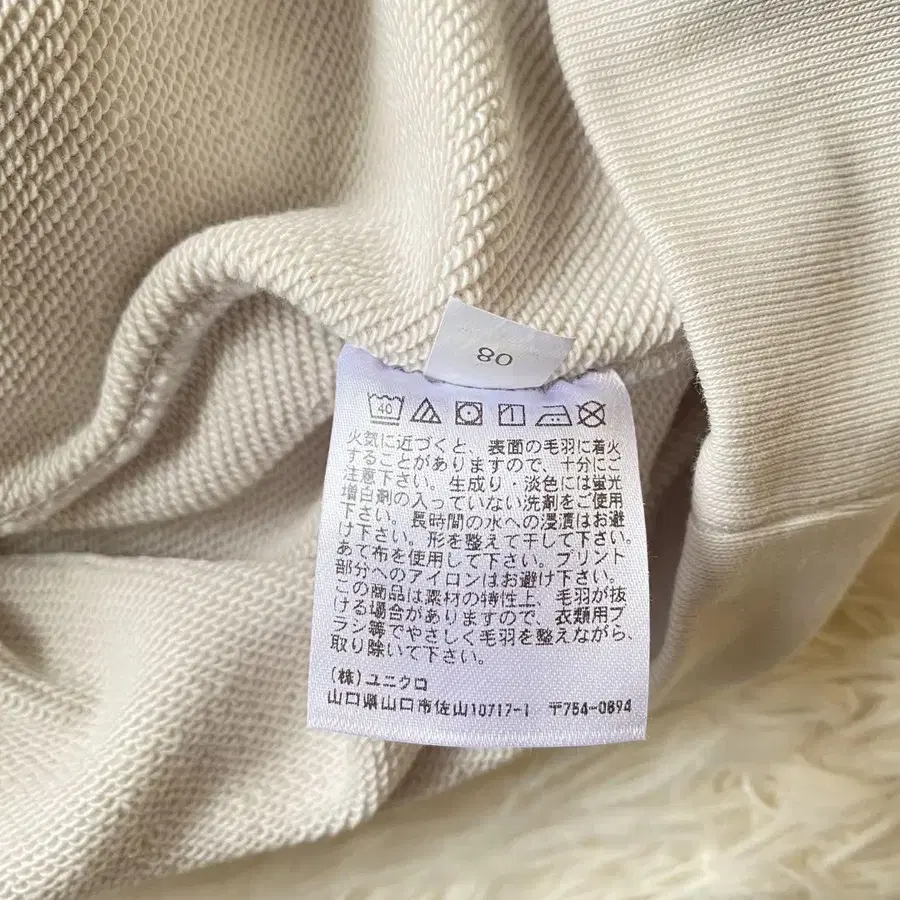 80
40
火気に近づくと、表面の毛羽に着火
することがありますので、十分にご
注意下さい。生成り・淡色には蛍光
増白剤の入っていない洗剤をご使用
下さい。長時間の水への浸漬はお避
け下さい。形を整えて干して下さい。
あて布を使用して下さい。プリント
部分へのアイロンはお避け下さい。
この商品は素材の特性上、毛羽が抜
ける場合がありますので、衣類用ブ
ラシ等でやさしく毛羽を整えながら、
取り除いて下さい。
(株)ユニクロ
山口県山口市佐山10717-1 〒754-0894